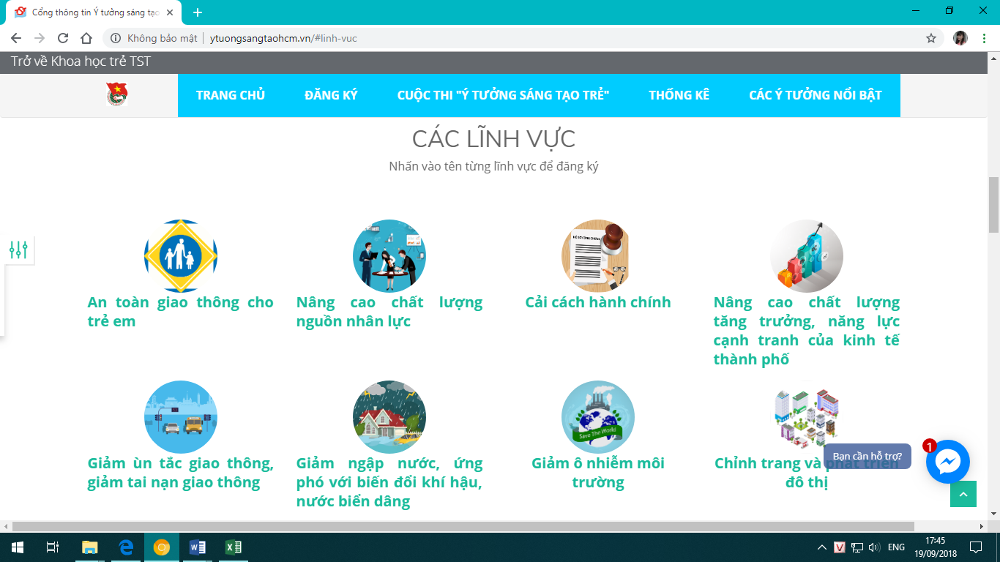 Cổng thông tin Ý tưởng sáng tạo
Không bảo mật | ytuongsangtaohcm.vn/#linh-vuc
Trở về Khoa học trẻ TST
TRANG CHỦ ĐĂNG KÝ CUỘC THI "Ý TƯỞNG SÁNG TẠO TRẺ" THỐNG KÊ CÁC Ý TƯỞNG NỔI BẬT
CÁC LĨNH VỰC
Nhấn vào tên từng lĩnh vực để đăng ký
HỒ SƠ CÔNG CHỨNG
An toàn giao thông cho
trẻ em
Nâng cao chất lượng
nguồn nhân lực
Cải cách hành chính
Nâng cao chất lượng
tăng trưởng, năng lực
cạnh tranh của kinh tế
thành phố
Save The World
Giảm ùn tắc giao thông,
giảm tai nạn giao thông
Giảm ngập nước, ứng
phó với biến đổi khí hậu,
nước biển dâng
Giảm ô nhiễm môi
trường
Chỉnh trang và phát triển
đô thị
Bạn cần hỗ trợ?
1
ENG
17:45
19/09/2018